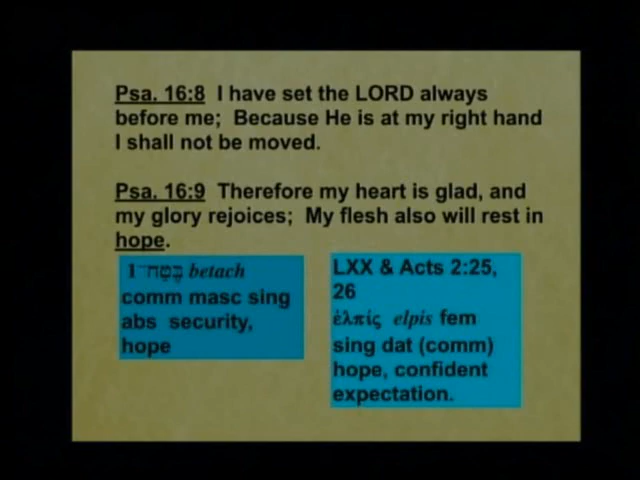 Psa. 16:8 I have set the LORD always
before me; Because He is at my right hand
I shall not be moved.
Psa. 16:9 Therefore my heart is glad, and
my glory rejoices; My flesh also will rest in
hope.
1־בֶּטַח betach
comm masc sing
abs security,
hope
LXX & Acts 2:25,
26
ἐλπίς elpis fem
sing dat (comm)
hope, confident
expectation.